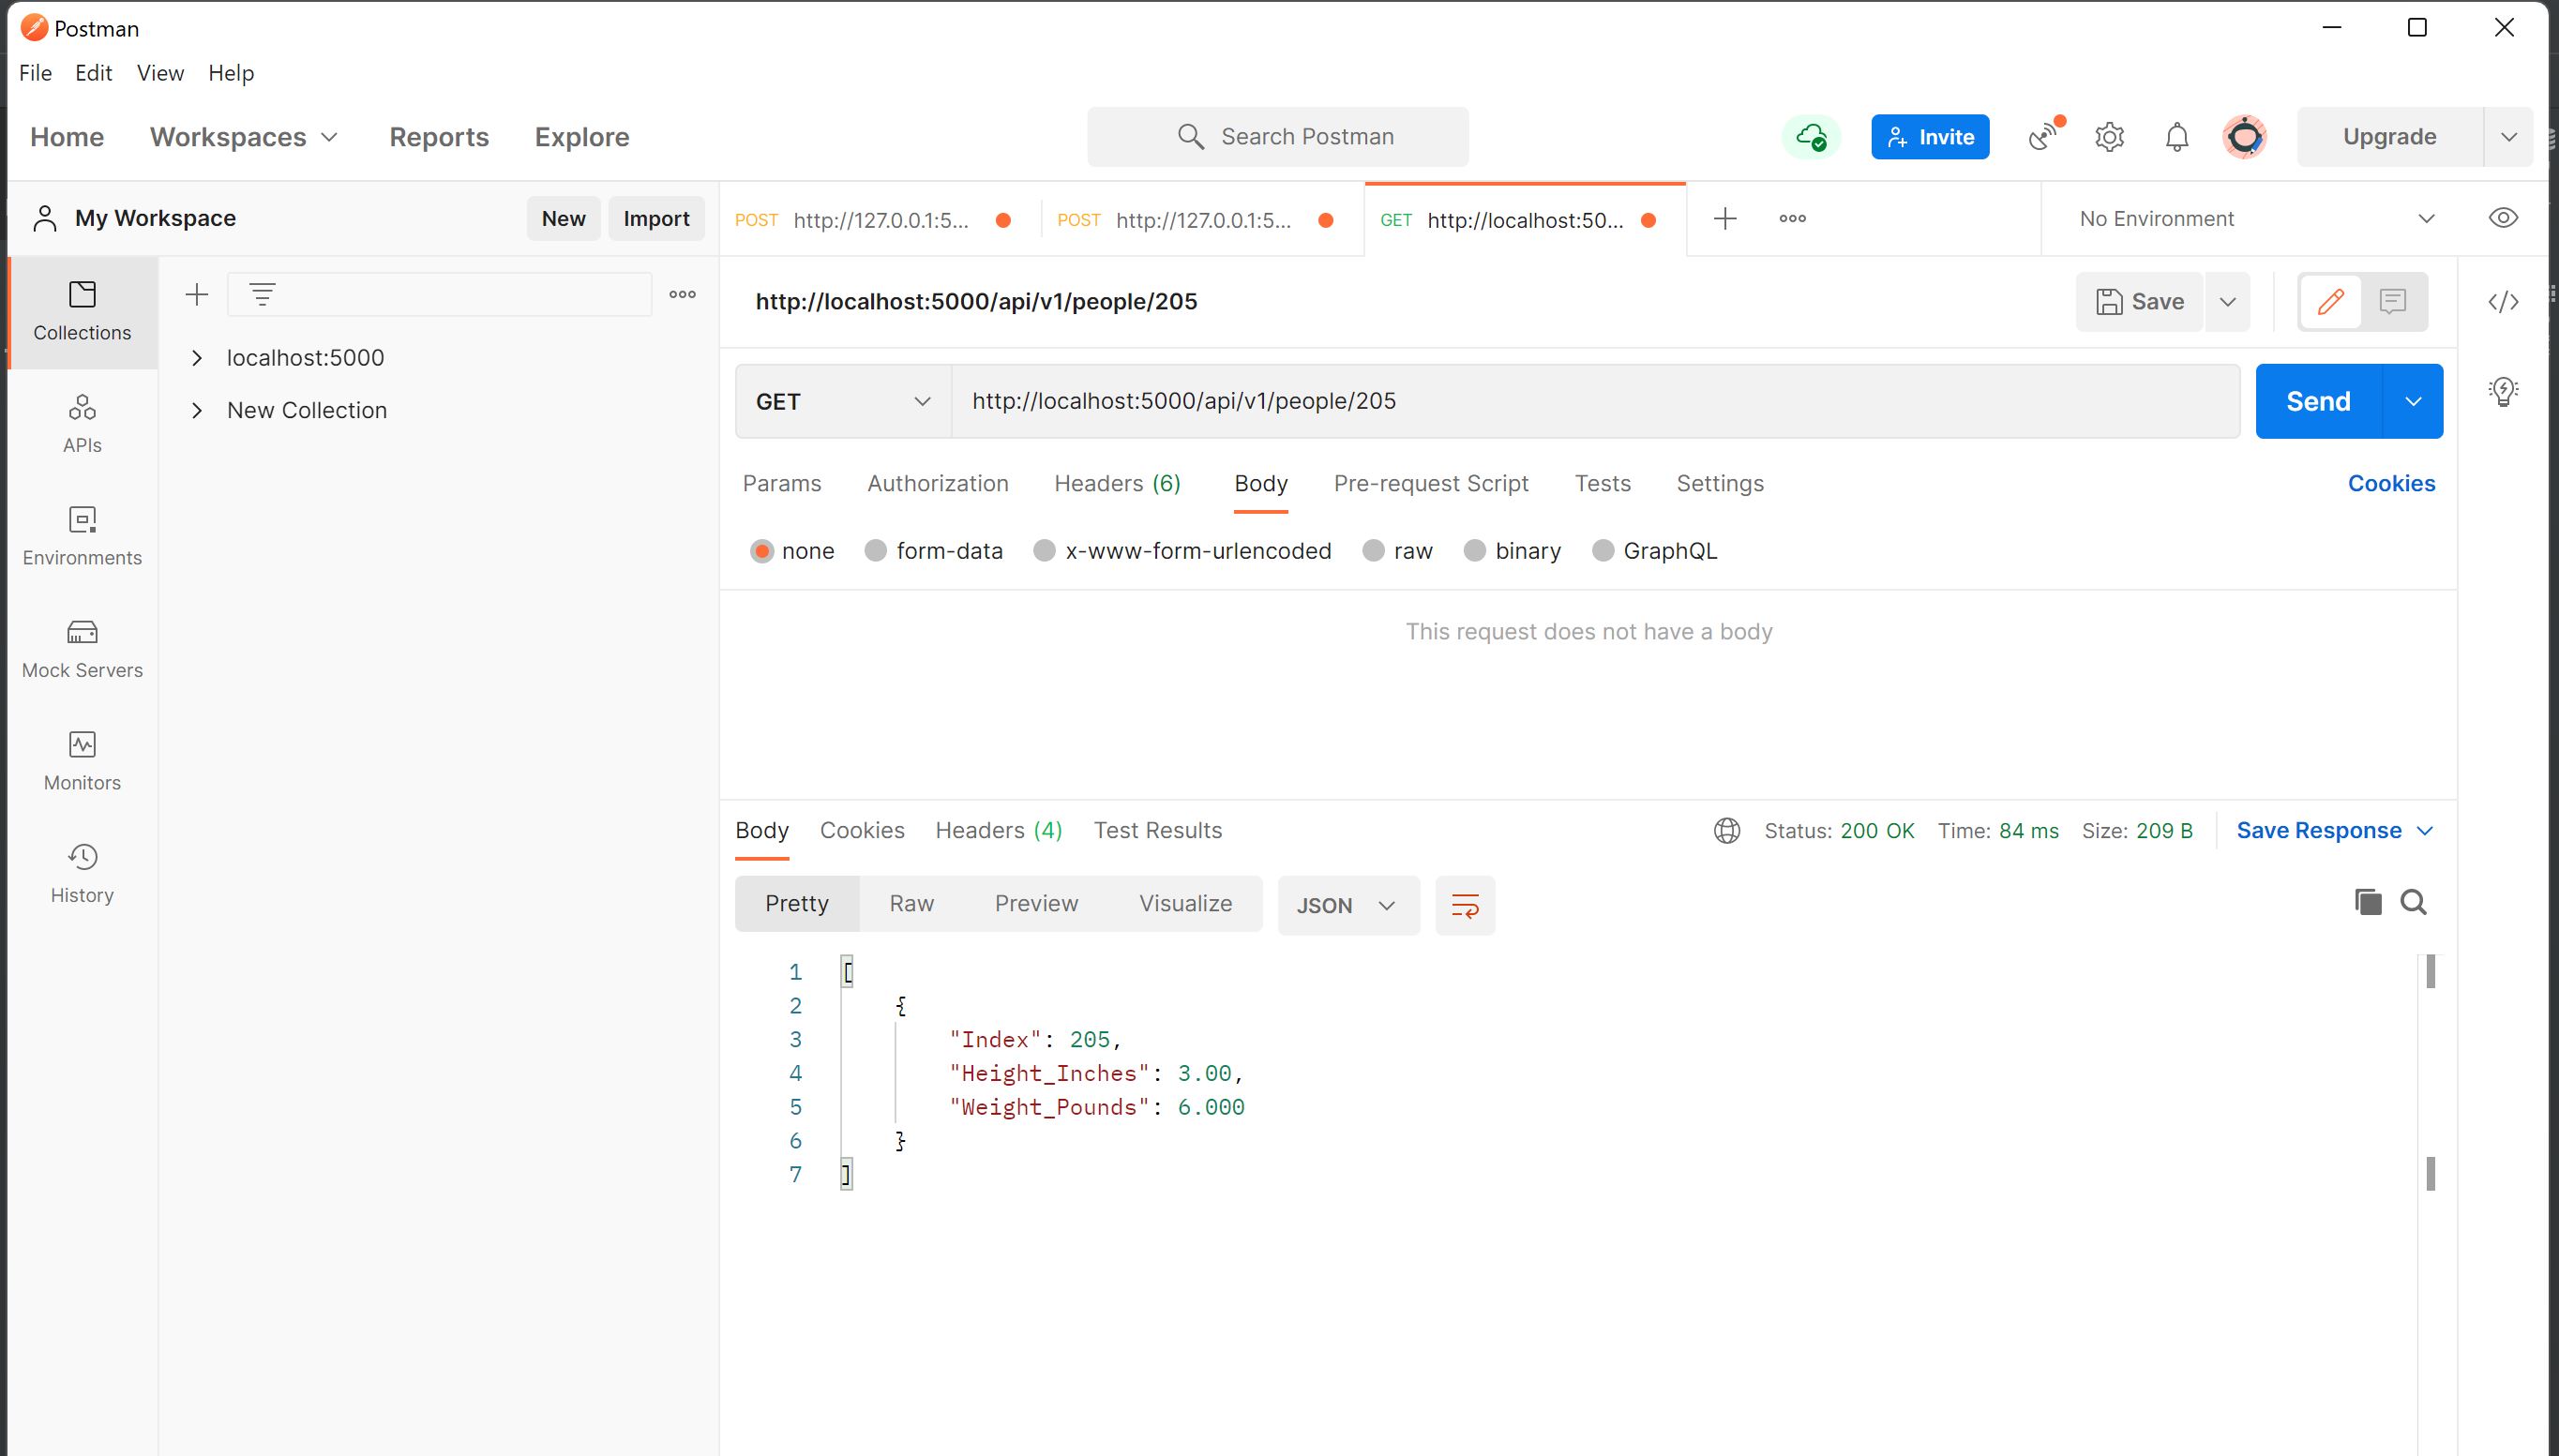 Postman
File Edit View Help
Home Workspaces Reports Explore Search Postman Invite Upgrade
My Workspace New Import POST http://127.0.0.1:5... POST http://127.0.0.1:5... GET http://localhost:50... No Environment
Collections
APIs
Environments
Mock Servers
Monitors
History
localhost:5000
New Collection
http://localhost:5000/api/v1/people/205 Save
GET http://localhost:5000/api/v1/people/205 Send
Params Authorization Headers (6) Body Pre-request Script Tests Settings Cookies
none form-data x-www-form-urlencoded raw binary GraphQL
This request does not have a body
Body Cookies Headers (4) Test Results Status: 200 OK Time: 84 ms Size: 209 B Save Response
Pretty Raw Preview Visualize JSON
1 [
2 {
3 "Index": 205,
4 "Height_Inches": 3.00,
5 "Weight_Pounds": 6.000
6 }
7 ]